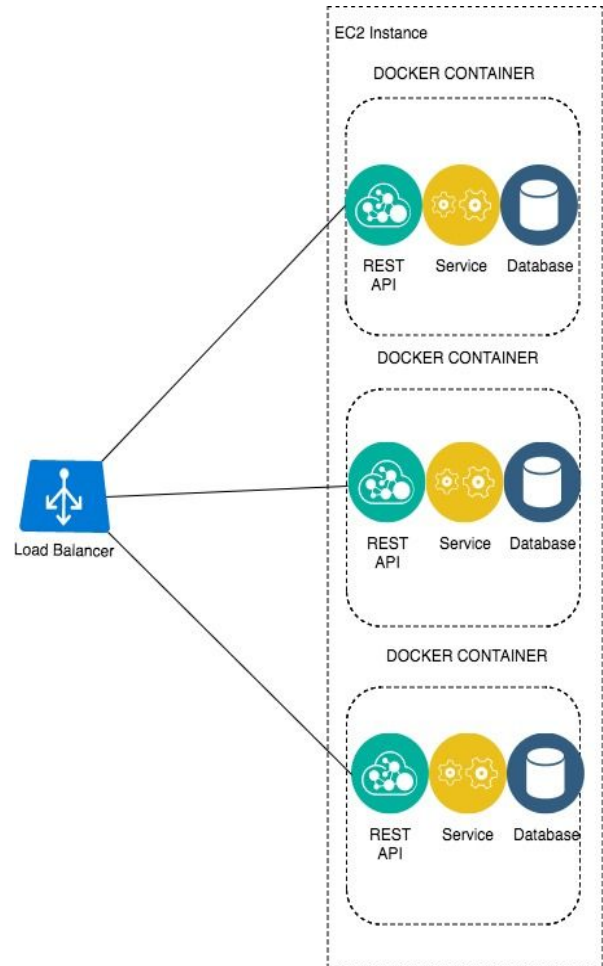 EC2 Instance
DOCKER CONTAINER
REST
API
Service
Database
DOCKER CONTAINER
REST
API
Service
Database
Load Balancer
DOCKER CONTAINER
REST
API
Service
Database